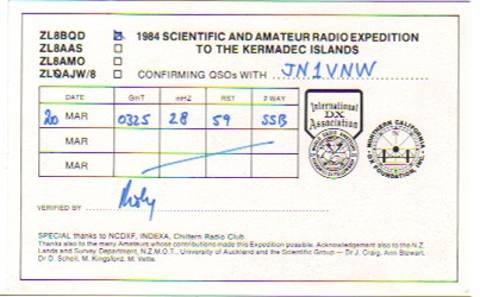 ZL8BQD ☑ 1984 SCIENTIFIC AND AMATEUR RADIO EXPEDITION
ZL8AAS ☐ TO THE KERMADEC ISLANDS
ZL8AMO ☐
ZLØAJW/8 ☐ CONFIRMING QSOs WITH JN1VNW
DATE GMT MHZ RST 2 WAY
20 MAR 0325 28 59 SSB
MAR
MAR
International
DX
Association
NORTHERN CALIFORNIA
DX FOUNDATION, INC.
VERIFIED BY
SPECIAL thanks to NCDXF, INDEXA, Chiltern Radio Club.
Thanks also to the many Amateurs whose contributions made this Expedition possible. Acknowledgement also to the N.Z.
Lands and Survey Department, N.Z.M.O.T., University of Auckland and the Scientific Group — Dr J. Craig, Ann Stewart,
Dr D. Scholl, M. Kingsford, M. Vette.